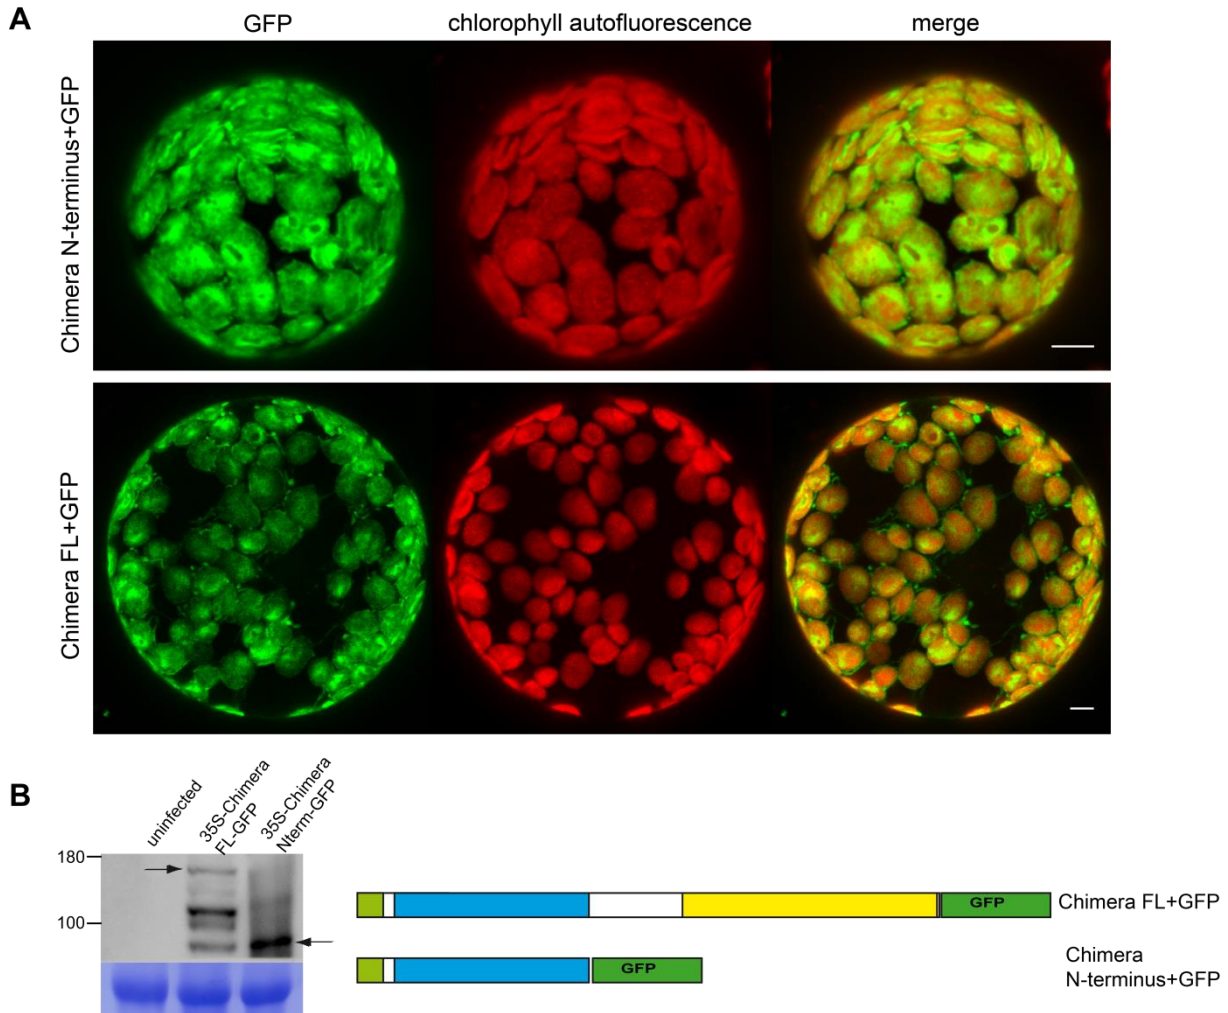 A
GFP
chlorophyll autofluorescence
merge
Chimera N-terminus+GFP
Chimera FL+GFP
B
uninfected
35S-Chimera
FL-GFP
35S-Chimera
Nterm-GFP
180
100
GFP
Chimera FL+GFP
GFP
Chimera
N-terminus+GFP